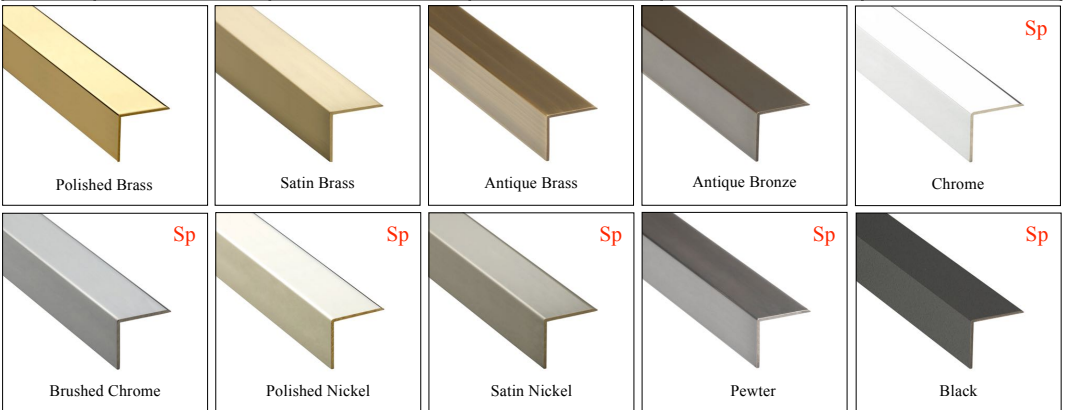 Sp
Polished Brass
Satin Brass
Antique Brass
Antique Bronze
Chrome
Sp
Sp
Sp
Sp
Sp
Brushed Chrome
Polished Nickel
Satin Nickel
Pewter
Black